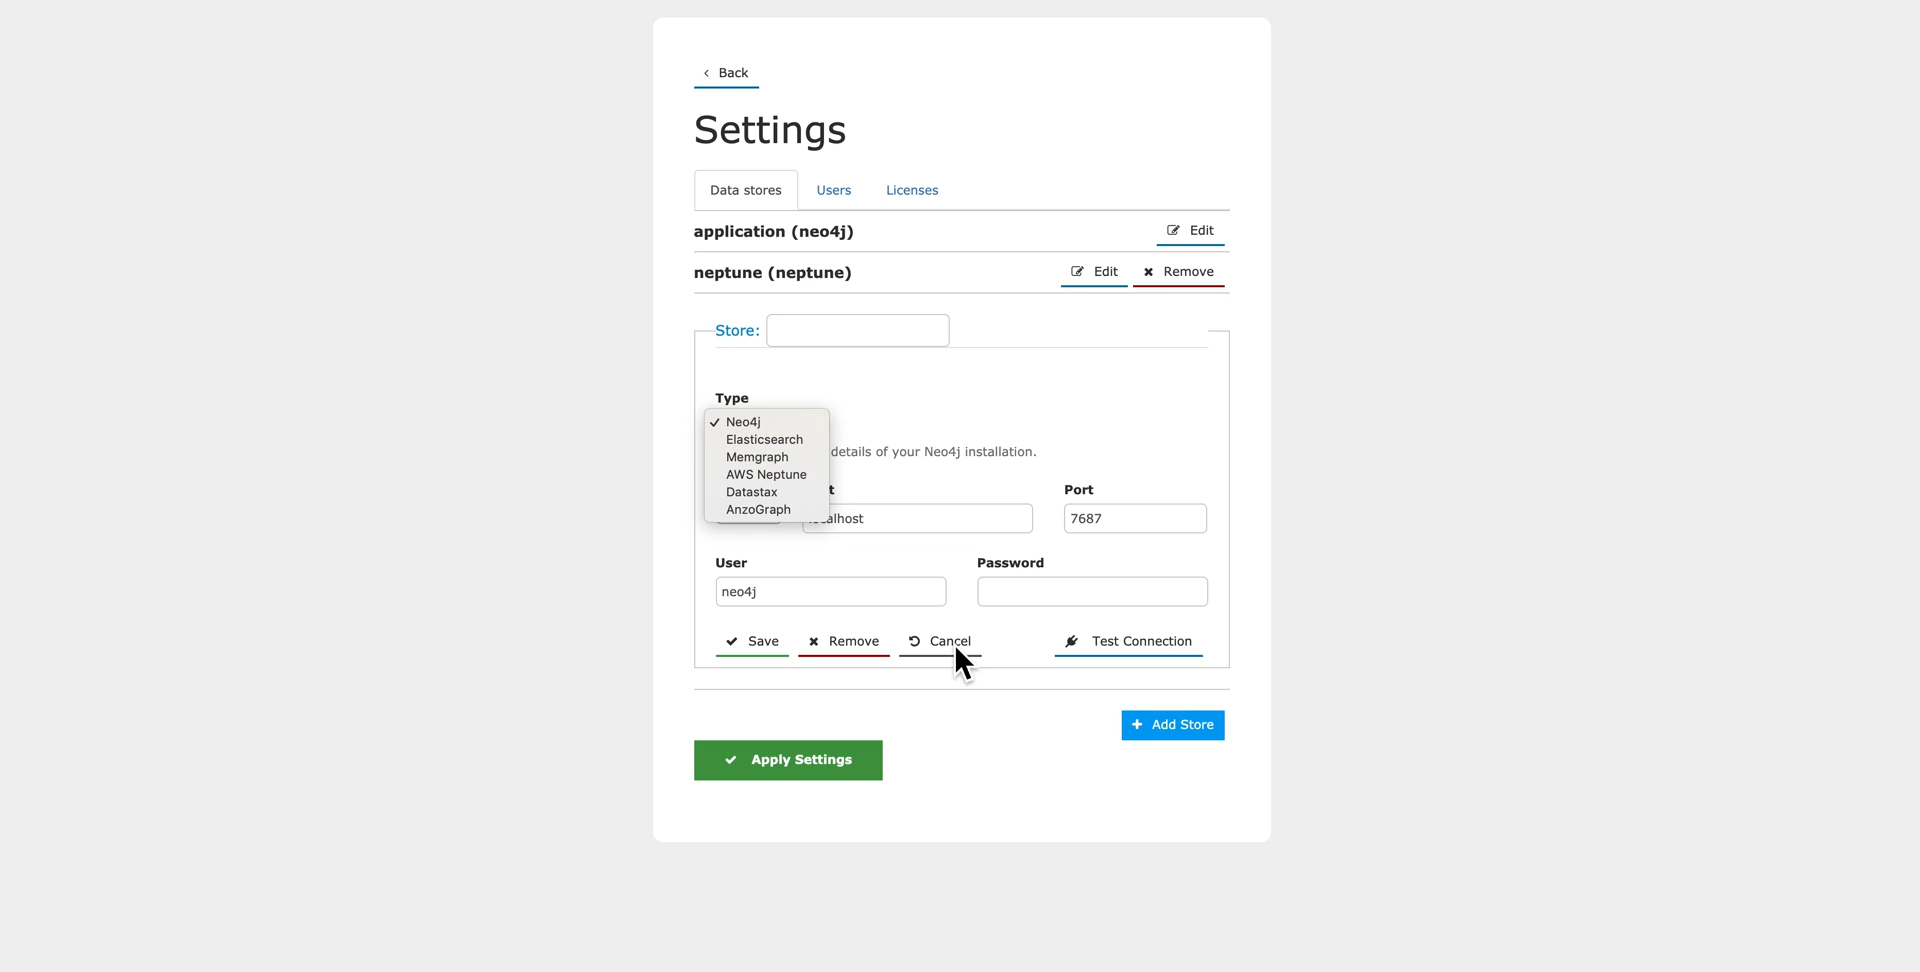 Back
Settings
Data stores Users Licenses
application (neo4j) Edit
neptune (neptune) Edit Remove
Store:
Type
Neo4j
Elasticsearch
Memgraph
AWS Neptune
Datastax
AnzoGraph
details of your Neo4j installation.
Port
7687
User Password
neo4j
Save Remove Cancel Test Connection
Add Store
Apply Settings